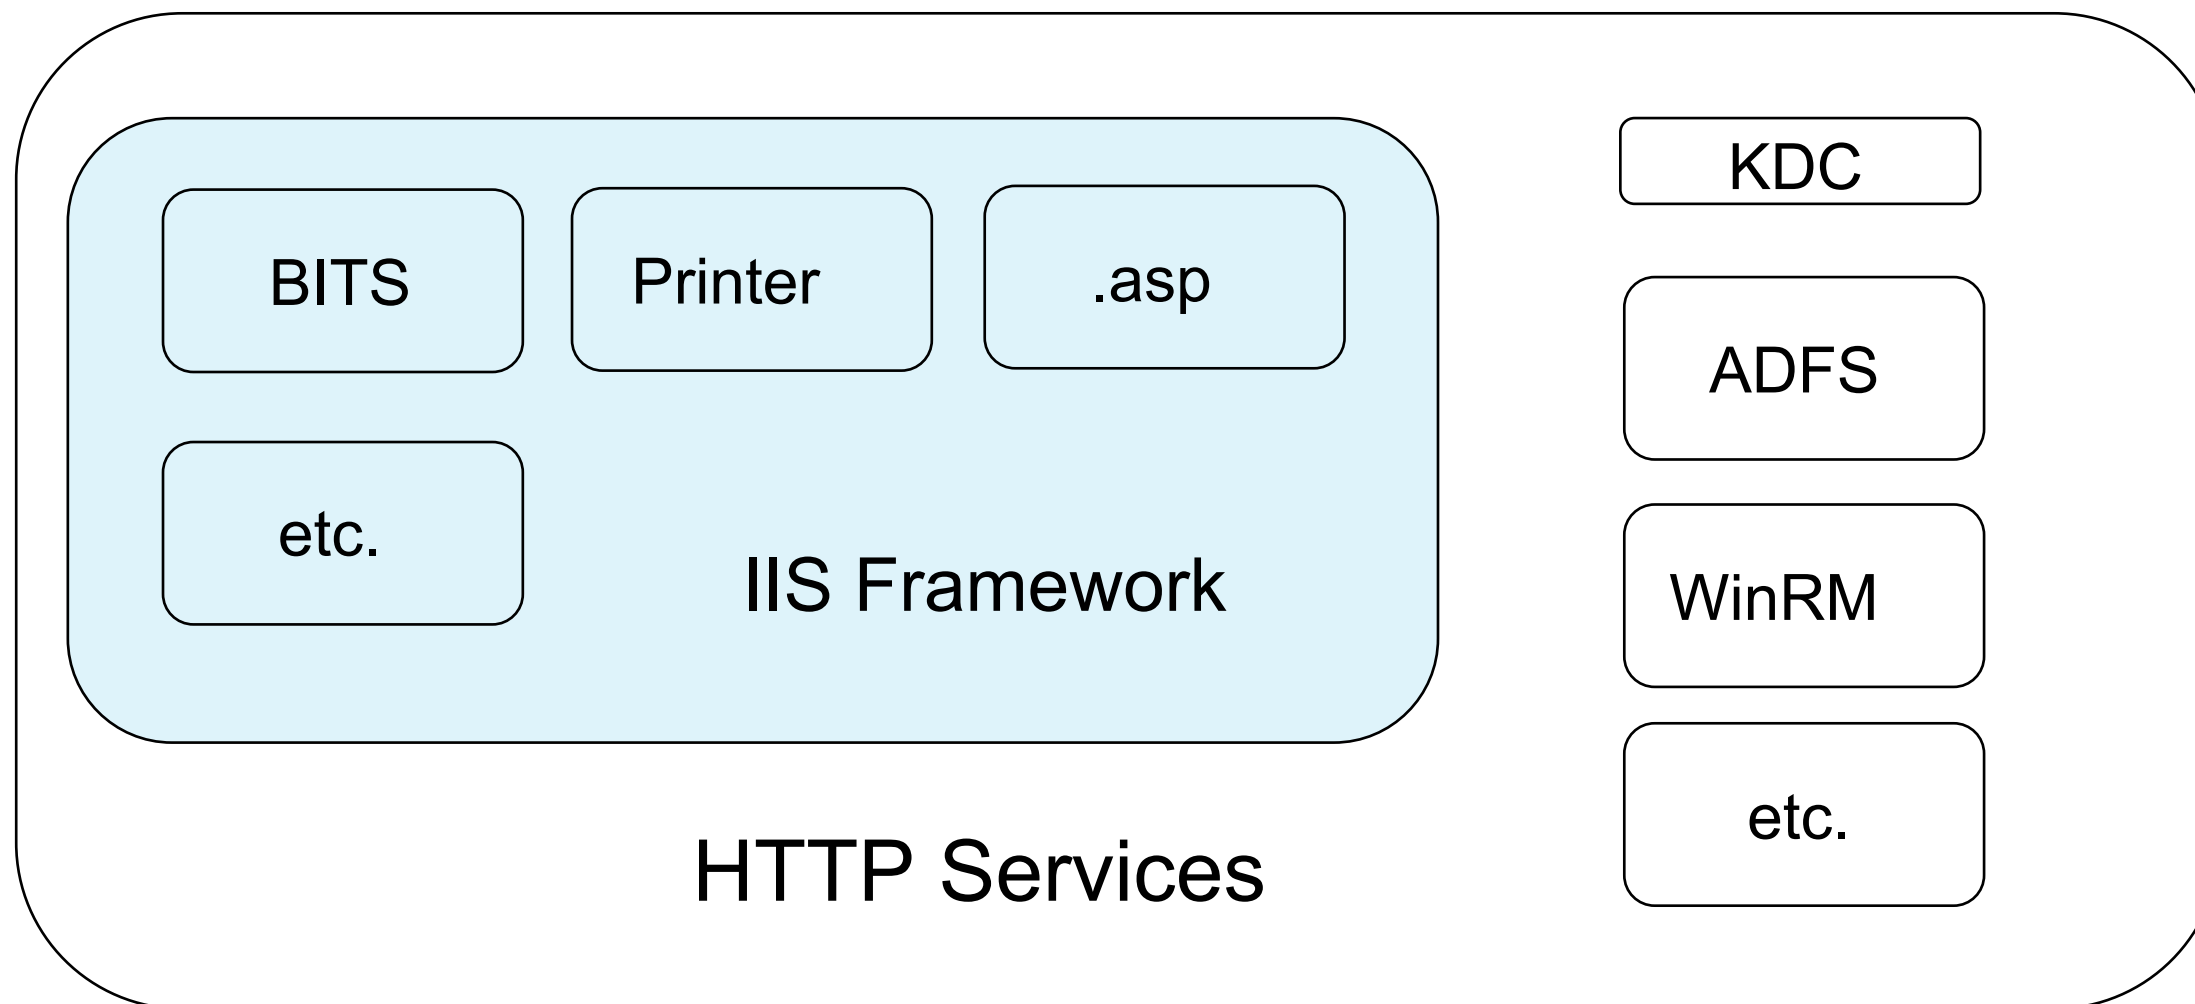 BITS
Printer
.asp
etc.
IIS Framework
KDC
ADFS
WinRM
etc.
HTTP Services